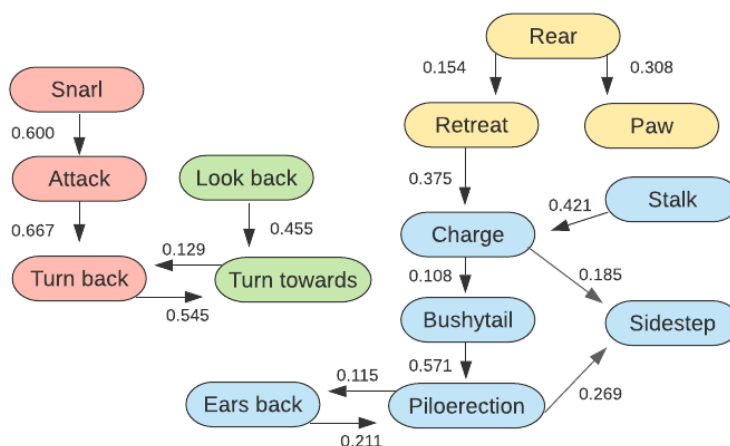 Rear
0.154
0.308
Snarl
Retreat
Paw
0.600
Attack
Look back
0.375
Stalk
0.421
Charge
0.667
0.455
0.129
Turn back
Turn towards
0.108
0.185
0.545
Bushytail
Sidestep
0.571
0.115
Ears back
Piloerection
0.269
0.211